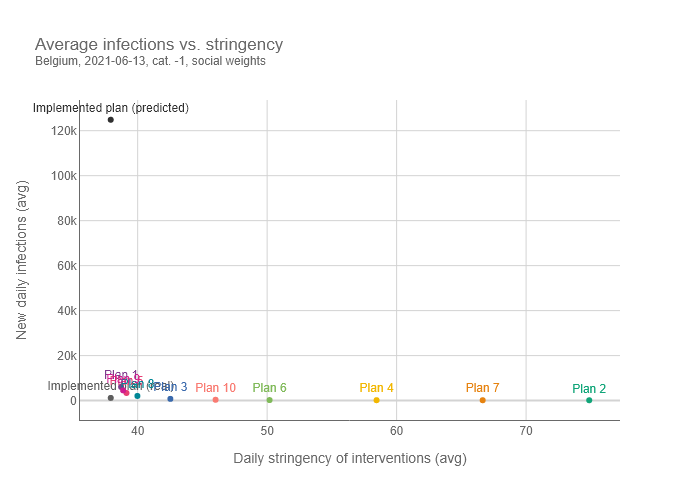 Average infections vs. stringency
Belgium, 2021-06-13, cat. -1, social weights
Implemented plan (predicted)
120k
100k
80k
60k
40k
20k
0
New daily infections (avg)
Plan 1
Implemented plan
Plan 3
Plan 10
Plan 6
Plan 4
Plan 7
Plan 2
40
50
60
70
Daily stringency of interventions (avg)